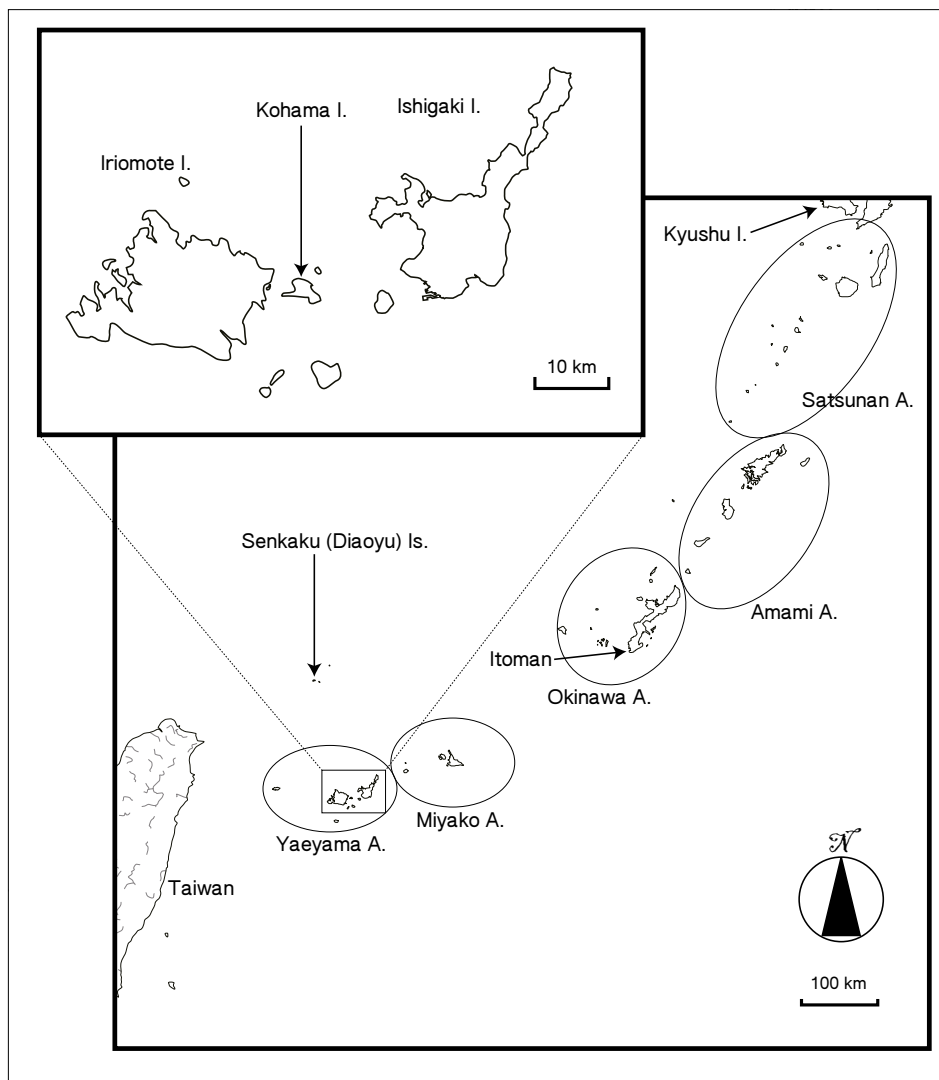 Kohama I.
Ishigaki I.
Iriomote I.
10 km
Kyushu I.
Satsunan A.
Senkaku (Diaoyu) Is.
Amami A.
Itoman
Okinawa A.
Miyako A.
Yaeyama A.
Taiwan
N
100 km